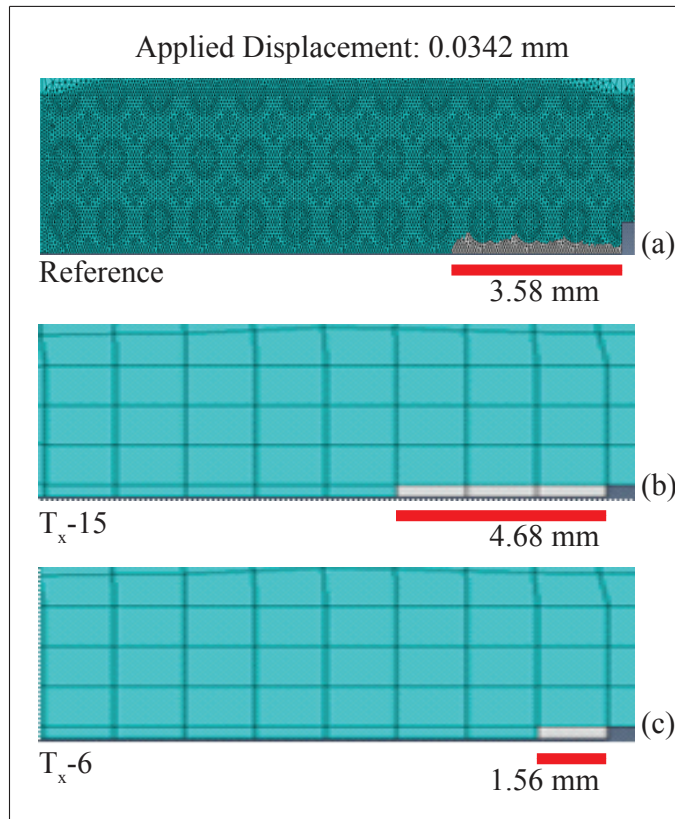 Applied Displacement: 0.0342 mm
(a)
Reference
3.58 mm
(b)
Tx-15
4.68 mm
(c)
Tx-6
1.56 mm